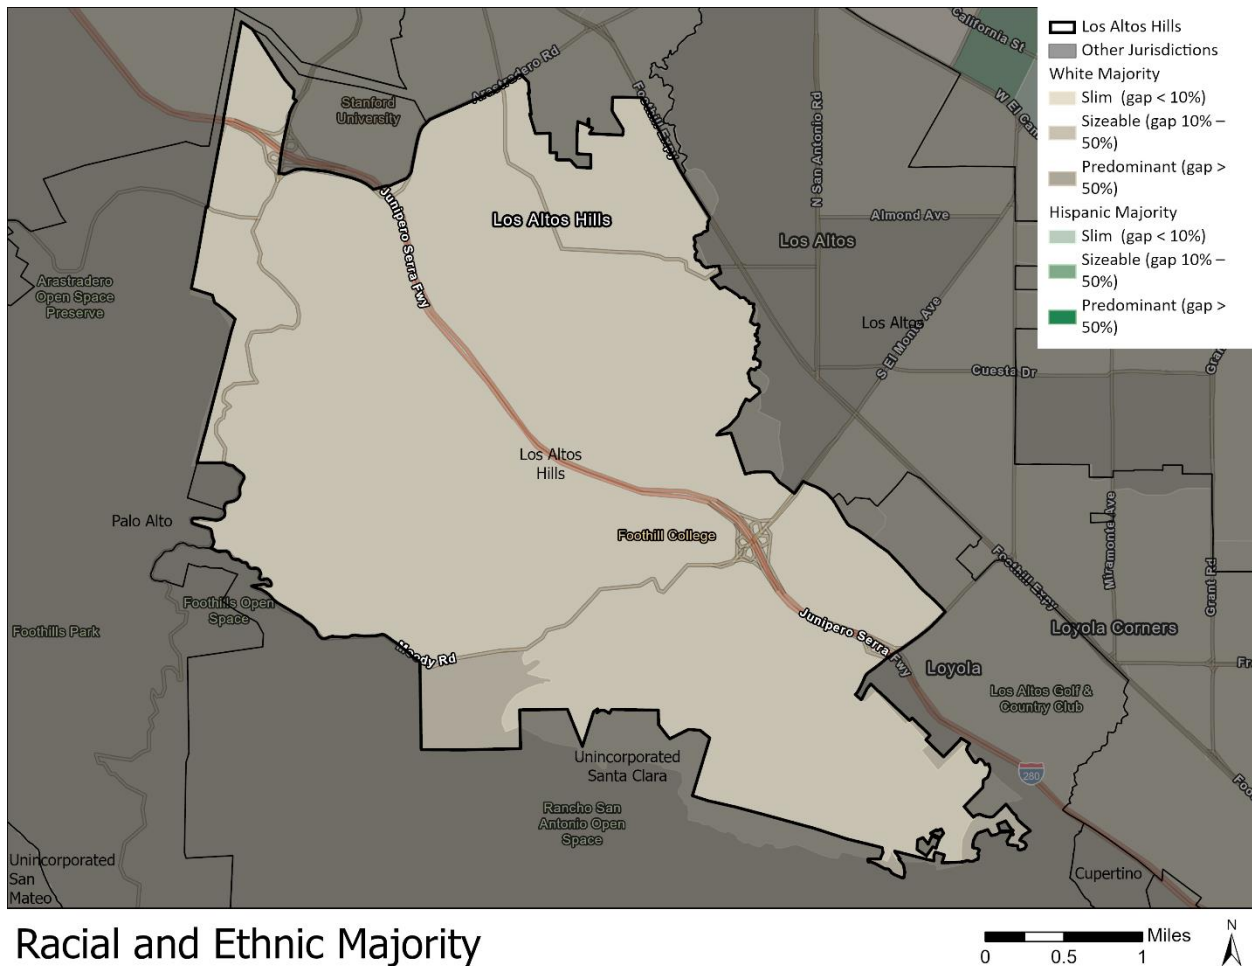 California St
W El Cam
Arastradero Rd
Foothill Expy
N San Antonio Rd
Stanford
University
Los Altos Hills
Almond Ave
Los Altos
Junipero Serra Fwy
Arastradero
Open Space
Preserve
Los Altos
S El Monte Ave
Cuesta Dr
Los Altos
Hills
Palo Alto
Foothill College
Foothill Expy
Miramonte Ave
Grant Rd
Foothills Open
Space
Foothills Park
Junipero Serra Fwy
Loyola Corners
Moody Rd
Loyola
Los Altos Golf &
Country Club
Unincorporated
Santa Clara
280
Rancho San
Antonio Open
Space
Unincorporated
San
Mateo
Cupertino
Los Altos Hills
Other Jurisdictions
White Majority
Slim (gap < 10%)
Sizeable (gap 10% –
50%)
Predominant (gap >
50%)
Hispanic Majority
Slim (gap < 10%)
Sizeable (gap 10% –
50%)
Predominant (gap >
50%)
Racial and Ethnic Majority
Miles
0 0.5 1
N